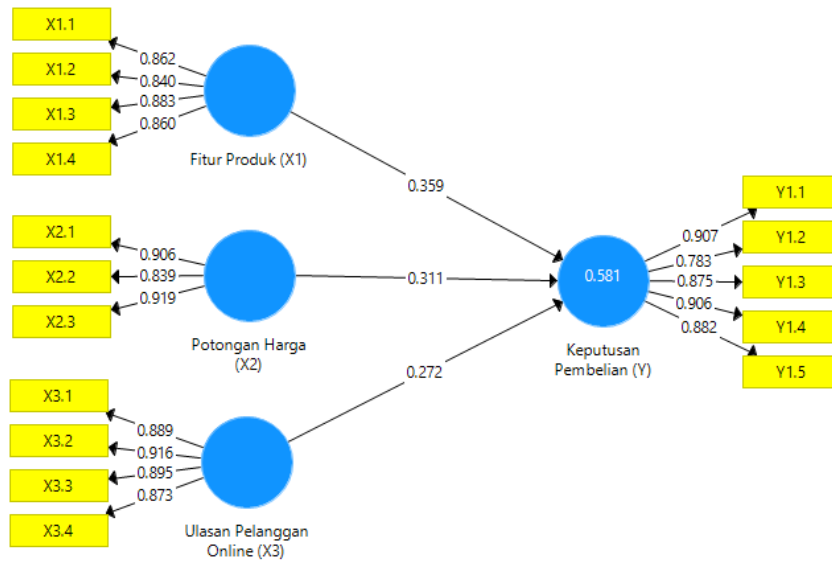 X1.1
X1.2
X1.3
X1.4
0.862
0.840
0.883
0.860
Fitur Produk (X1)
0.359
X2.1
X2.2
X2.3
0.906
0.839
0.919
Potongan Harga
(X2)
0.311
X3.1
X3.2
X3.3
X3.4
0.889
0.916
0.895
0.873
Ulasan Pelanggan
Online (X3)
0.272
0.581
Keputusan
Pembelian (Y)
0.907
0.783
0.875
0.906
0.882
Y1.1
Y1.2
Y1.3
Y1.4
Y1.5